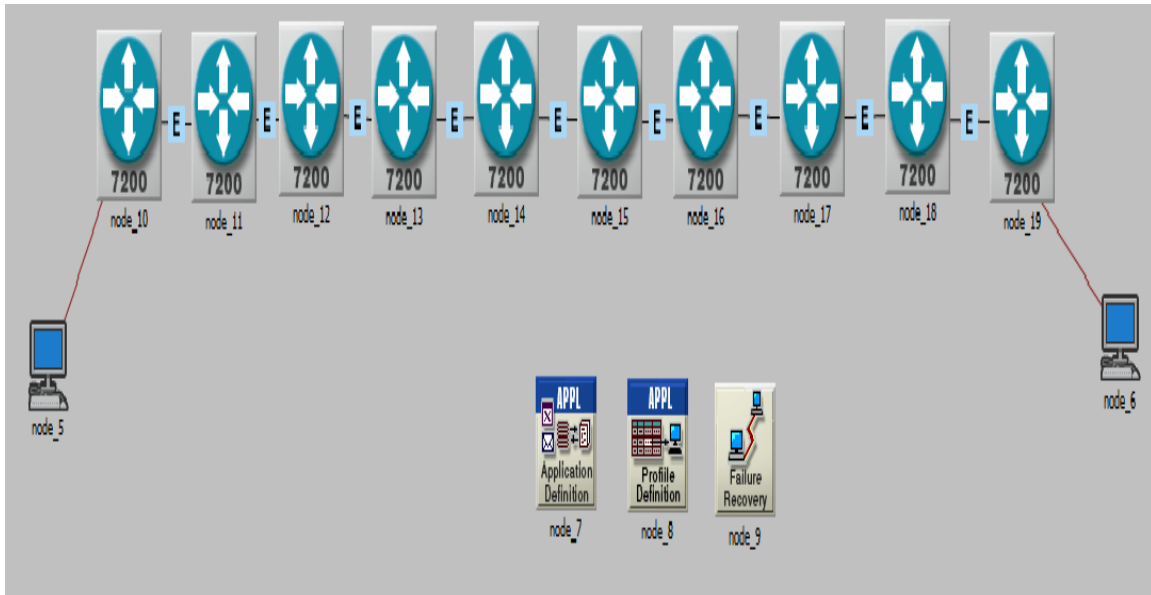 E E E E E E E E E
7200 7200 7200 7200 7200 7200 7200 7200 7200 7200
node_10 node_11 node_12 node_13 node_14 node_15 node_16 node_17 node_18 node_19
node_5
node_6
APPL
Application
Definition
node_7
APPL
Profile
Definition
node_8
Failure
Recovery
node_9